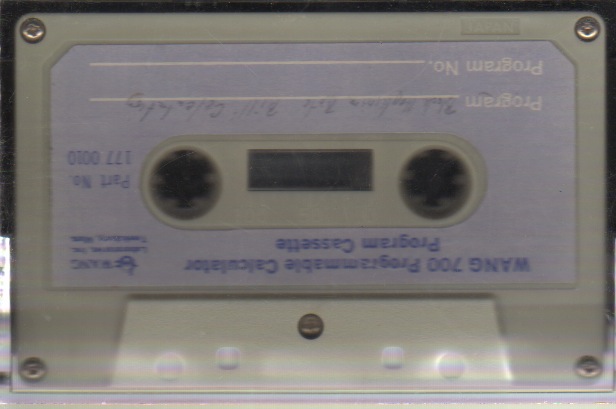 WANG 700 Programmable Calculator
Program Cassette
WANG
Laboratories, Inc.
Tewksbury, Mass.
Part No.
177 0010
Program
Program No.